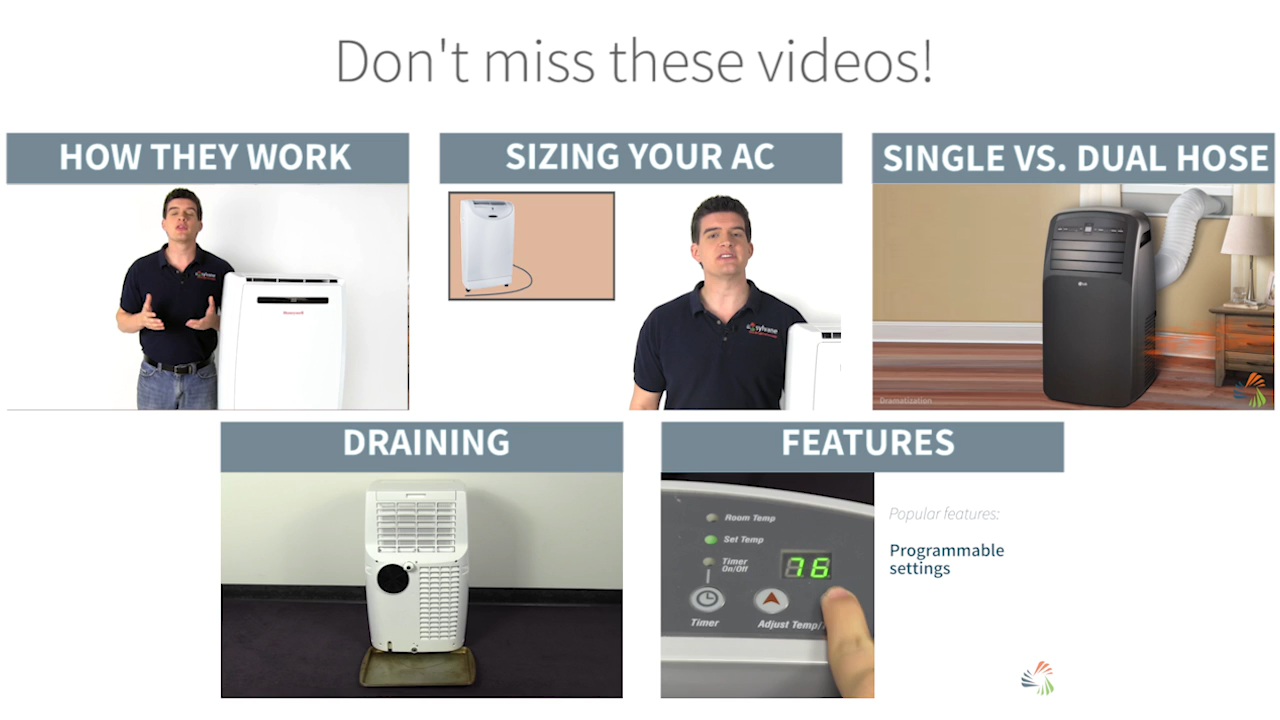 Don't miss these videos!
HOW THEY WORK
SIZING YOUR AC
SINGLE VS. DUAL HOSE
sylvane
Honeywell
sylvane
LG
Dramatization
DRAINING
FEATURES
Room Temp
Set Temp
Timer
On/Off
76
Timer
Adjust Temp/
Popular features:
Programmable
settings